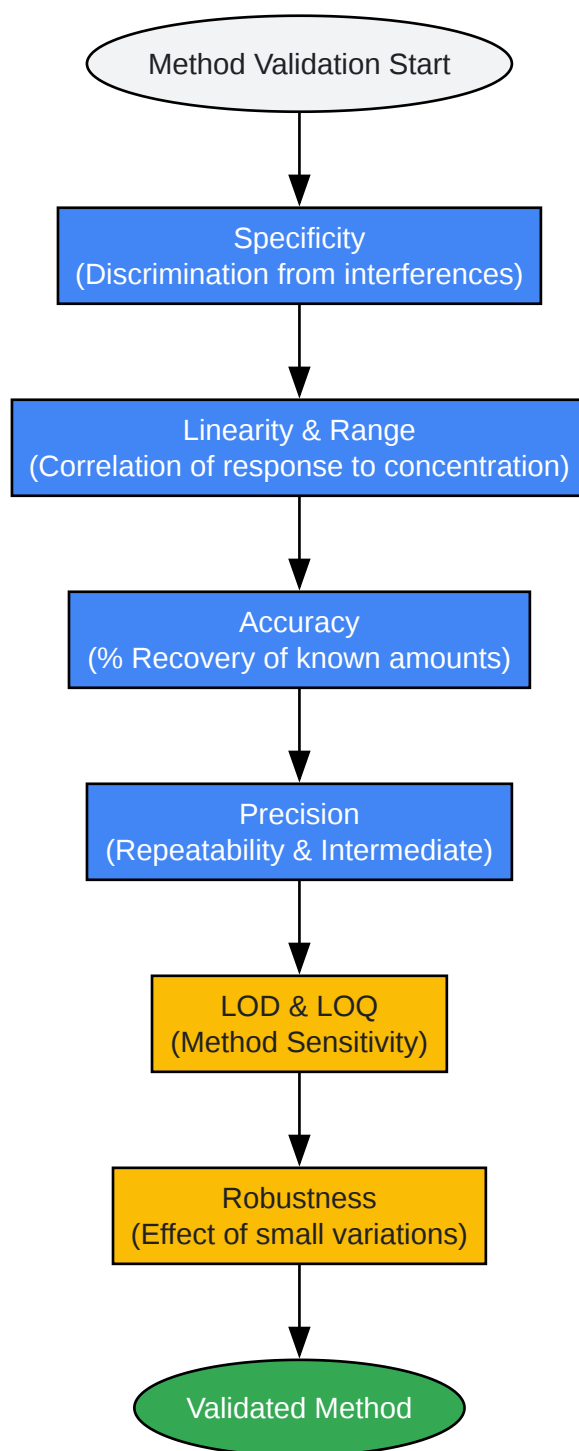 Method Validation Start
Specificity
(Discrimination from interferences)
Linearity & Range
(Correlation of response to concentration)
Accuracy
(% Recovery of known amounts)
Precision
(Repeatability & Intermediate)
LOD & LOQ
(Method Sensitivity)
Robustness
(Effect of small variations)
Validated Method